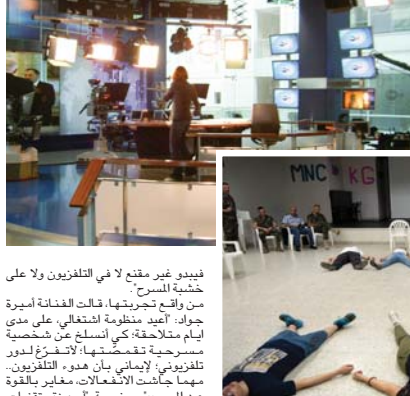 MNC KG
فيبدو غير مقنع لا في التلفزيون ولا على
خشبة المسرح".
من واقع تجربتها، قالت الفنانة أميرة
جواد: "أعيد منظومة اشتغالي، على مدى
ايام متلاحقة؛ كي أنسلخ عن شخصية
مسرحية تقمصتها؛ لأتفرّغ لدور
تلفزيوني؛ لإيماني بأن هدوء التلفزيون..
مهما جاشت الانفعالات، مغاير بالقوة